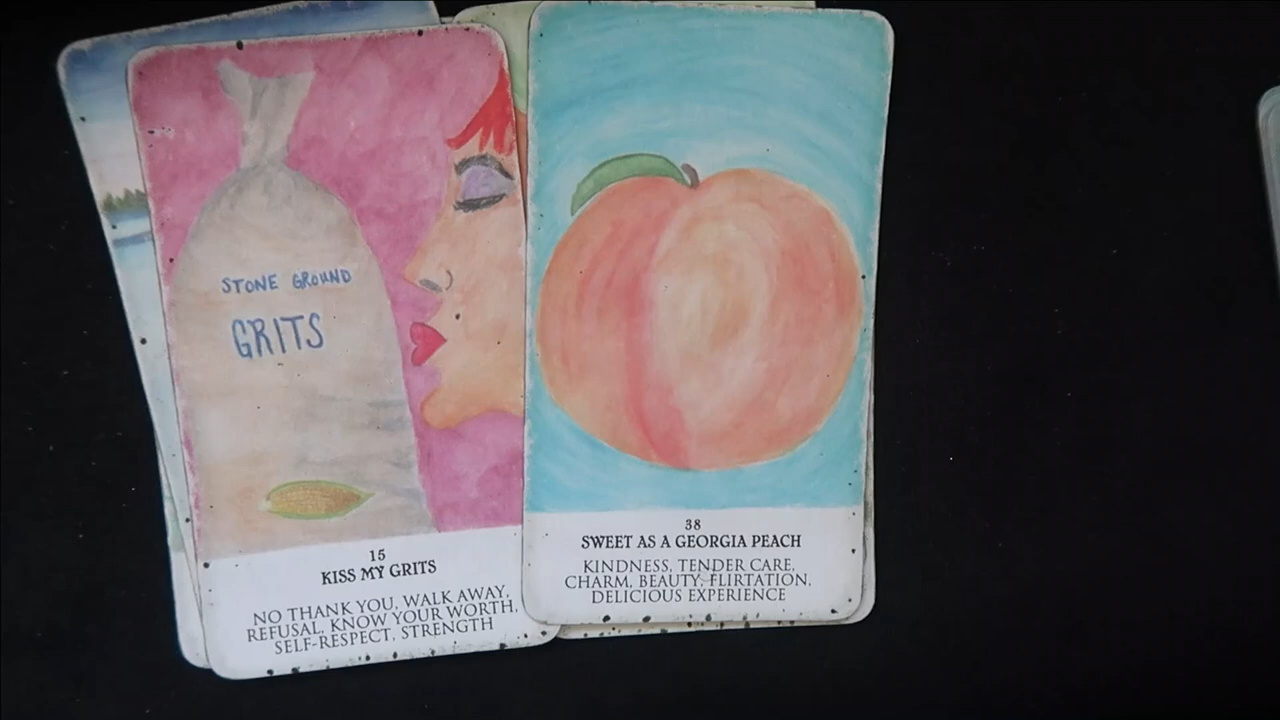 STONE GROUND
GRITS
15
KISS MY GRITS
NO THANK YOU, WALK AWAY,
REFUSAL, KNOW YOUR WORTH,
SELF-RESPECT, STRENGTH
38
SWEET AS A GEORGIA PEACH
KINDNESS, TENDER CARE,
CHARM, BEAUTY, FLIRTATION,
DELICIOUS EXPERIENCE